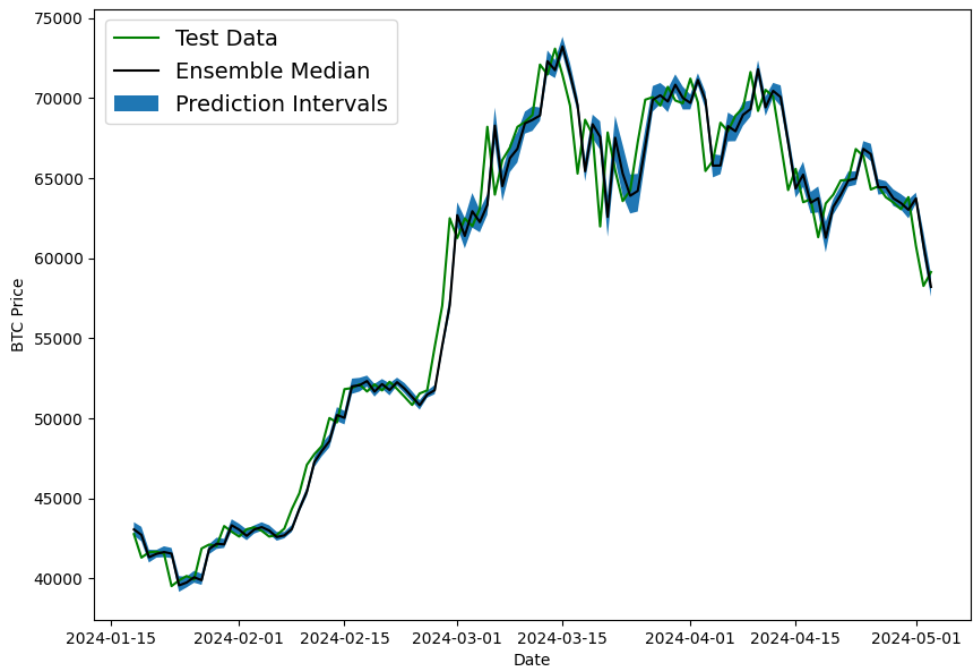 75000
70000
65000
60000
55000
50000
45000
40000
BTC Price
Test Data
Ensemble Median
Prediction Intervals
2024-01-15 2024-02-01 2024-02-15 2024-03-01 2024-03-15 2024-04-01 2024-04-15 2024-05-01
Date